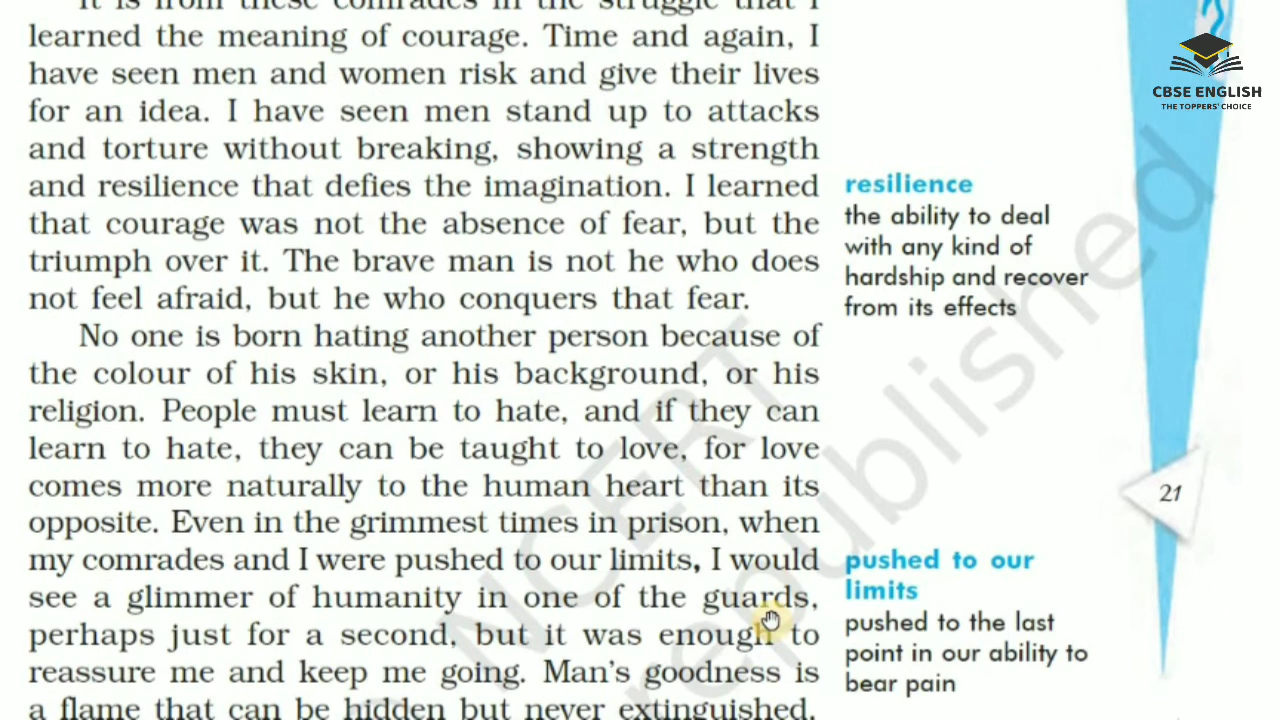 It is from these comrades in the struggle that I
learned the meaning of courage. Time and again, I
have seen men and women risk and give their lives
for an idea. I have seen men stand up to attacks
and torture without breaking, showing a strength
and resilience that defies the imagination. I learned
that courage was not the absence of fear, but the
triumph over it. The brave man is not he who does
not feel afraid, but he who conquers that fear.
No one is born hating another person because of
the colour of his skin, or his background, or his
religion. People must learn to hate, and if they can
learn to hate, they can be taught to love, for love
comes more naturally to the human heart than its
opposite. Even in the grimmest times in prison, when
my comrades and I were pushed to our limits, I would
see a glimmer of humanity in one of the guards,
perhaps just for a second, but it was enough to
reassure me and keep me going. Man's goodness is
a flame that can be hidden but never extinguished.
resilience
the ability to deal
with any kind of
hardship and recover
from its effects
pushed to our
limits
pushed to the last
point in our ability to
bear pain
21
CBSE ENGLISH
THE TOPPERS' CHOICE
NCERT
republished